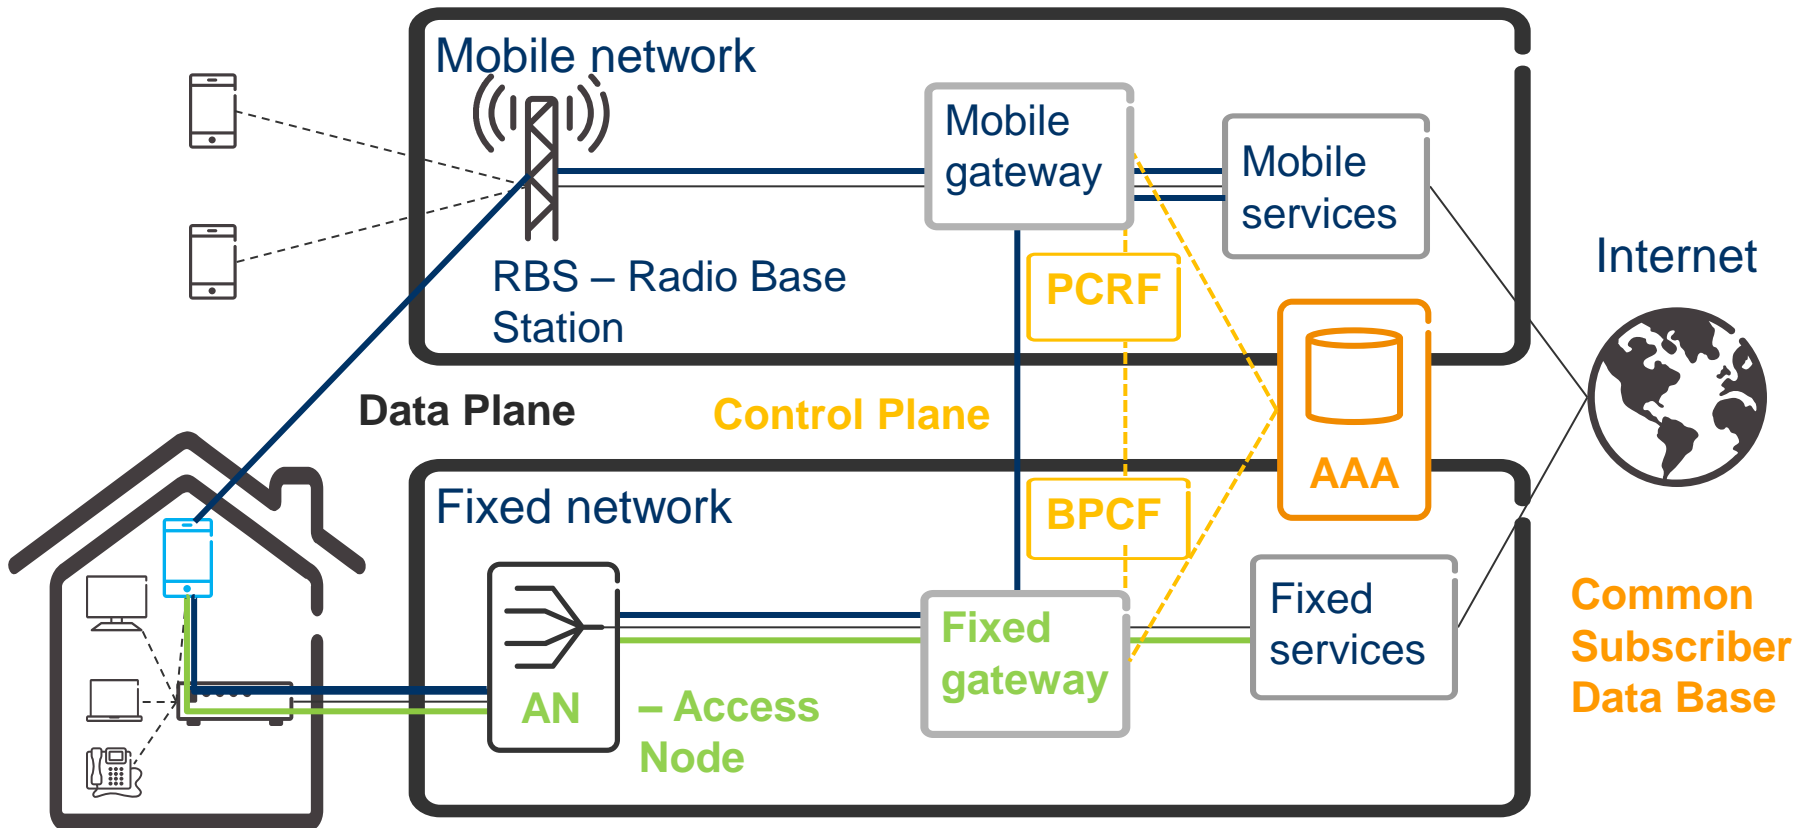 Mobile network
Mobile
gateway
Mobile
services
RBS – Radio Base
Station
PCRF
Internet
Data Plane
Control Plane
AAA
Fixed network
BPCF
Fixed
gateway
Fixed
services
AN
– Access
Node
Common
Subscriber
Data Base